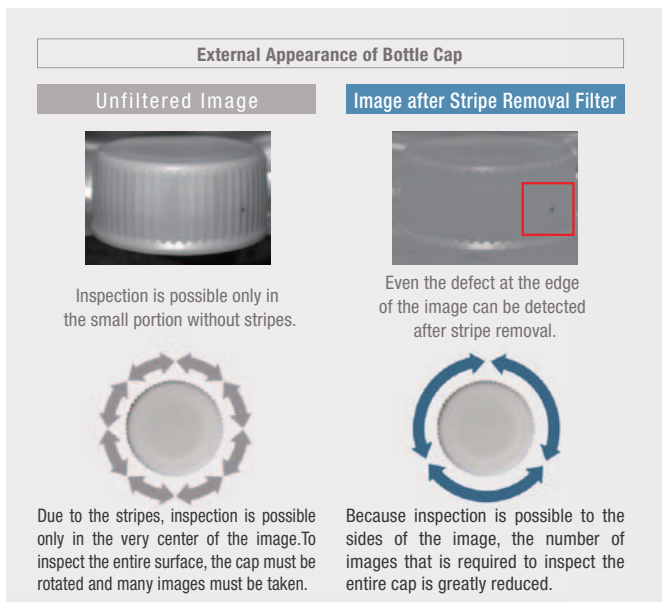 External Appearance of Bottle Cap
Unfiltered Image
Image after Stripe Removal Filter
Inspection is possible only in
the small portion without stripes.
Even the defect at the edge
of the image can be detected
after stripe removal.
Due to the stripes, inspection is possible
only in the very center of the image.To
inspect the entire surface, the cap must be
rotated and many images must be taken.
Because inspection is possible to the
sides of the image, the number of
images that is required to inspect the
entire cap is greatly reduced.